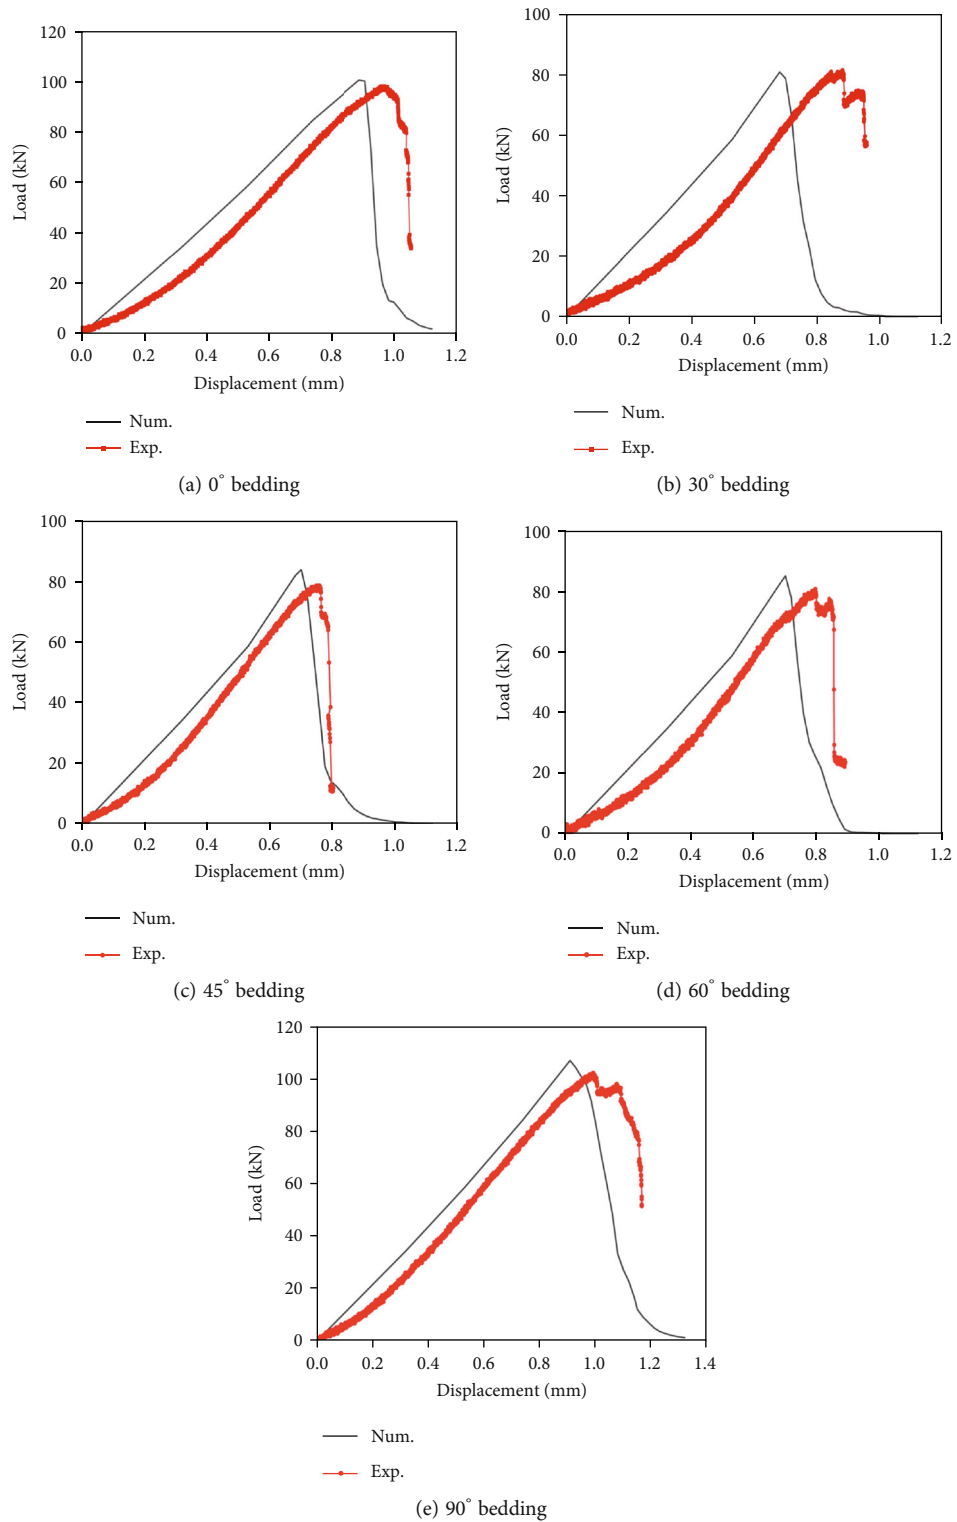 120
100
80
60
40
20
0
Load (kN)
0.0 0.2 0.4 0.6 0.8 1.0 1.2
Displacement (mm)
Num.
Exp.
(a) 0° bedding
100
80
60
40
20
0
Load (kN)
0.0 0.2 0.4 0.6 0.8 1.0 1.2
Displacement (mm)
Num.
Exp.
(b) 30° bedding
100
80
60
40
20
0
Load (kN)
0.0 0.2 0.4 0.6 0.8 1.0 1.2
Displacement (mm)
Num.
Exp.
(c) 45° bedding
100
80
60
40
20
0
Load (kN)
0.0 0.2 0.4 0.6 0.8 1.0 1.2
Displacement (mm)
Num.
Exp.
(d) 60° bedding
120
100
80
60
40
20
0
Load (kN)
0.0 0.2 0.4 0.6 0.8 1.0 1.2 1.4
Displacement (mm)
Num.
Exp.
(e) 90° bedding